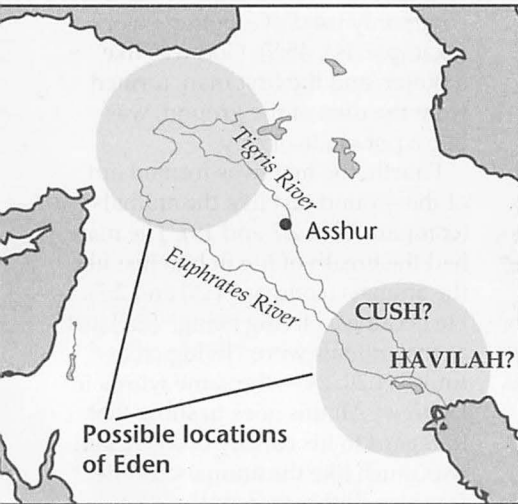 Tigris River
Asshur
Euphrates River
CUSH?
HAVILAH?
Possible locations
of Eden